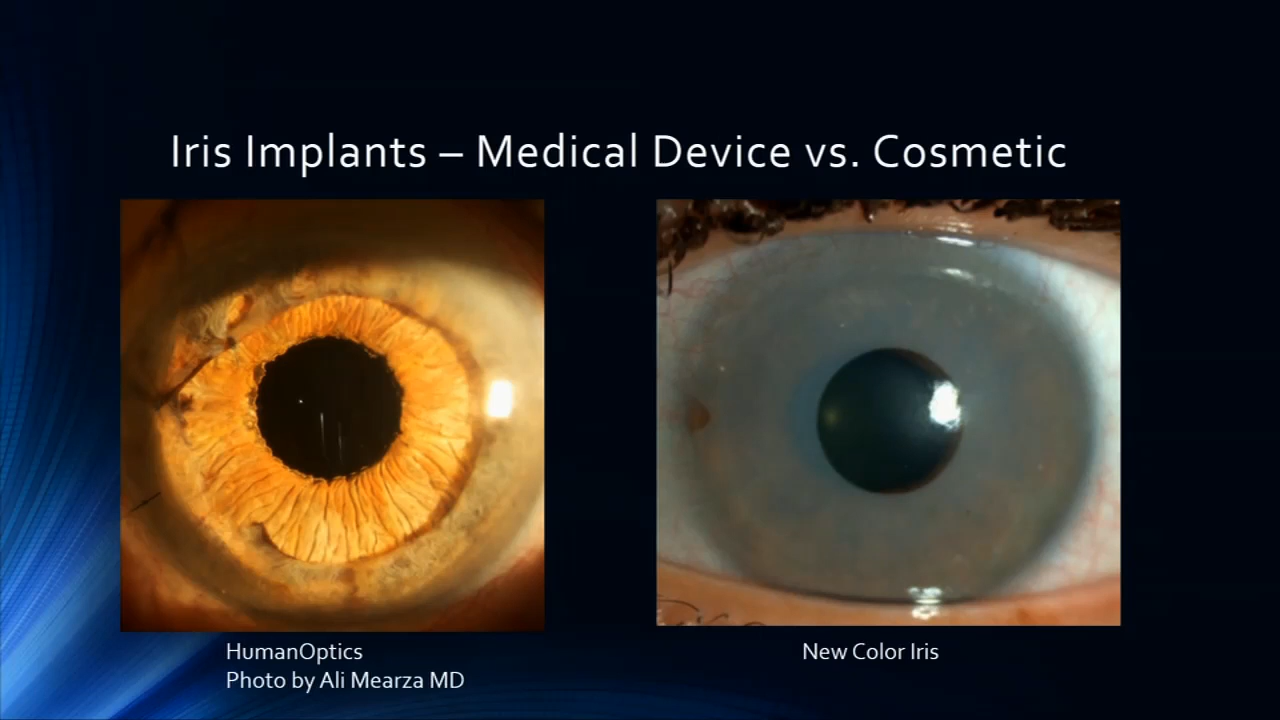 Iris Implants – Medical Device vs. Cosmetic
HumanOptics
Photo by Ali Mearza MD
New Color Iris